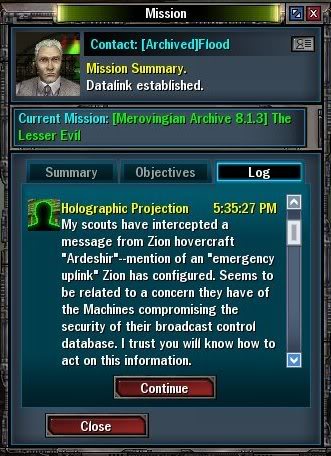 Mission
Contact: [Archived]Flood
Mission Summary.
Datalink established.
Current Mission: [Merovingian Archive 8.1.3] The
Lesser Evil
Summary
Objectives
Log
Holographic Projection 5:35:27 PM
My scouts have intercepted a
message from Zion hovercraft
"Ardeshir"--mention of an "emergency
uplink" Zion has configured. Seems to
be related to a concern they have of
the Machines compromising the
security of their broadcast control
database. I trust you will know how to
act on this information.
Continue
Close